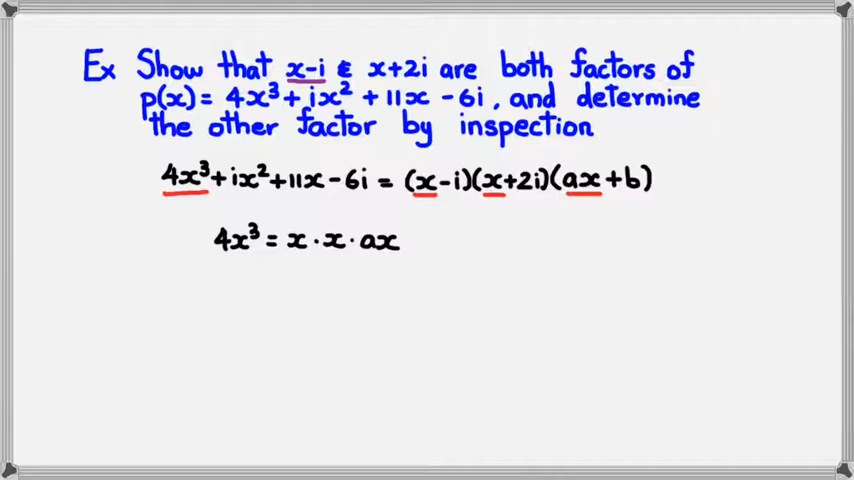 Ex Show that x-i & x+2i are both factors of
p(x) = 4x³ + ix² + 11x - 6i, and determine
the other factor by inspection
4x³ + ix² + 11x - 6i = (x-i)(x+2i)(ax+b)
4x³ = x · x · ax